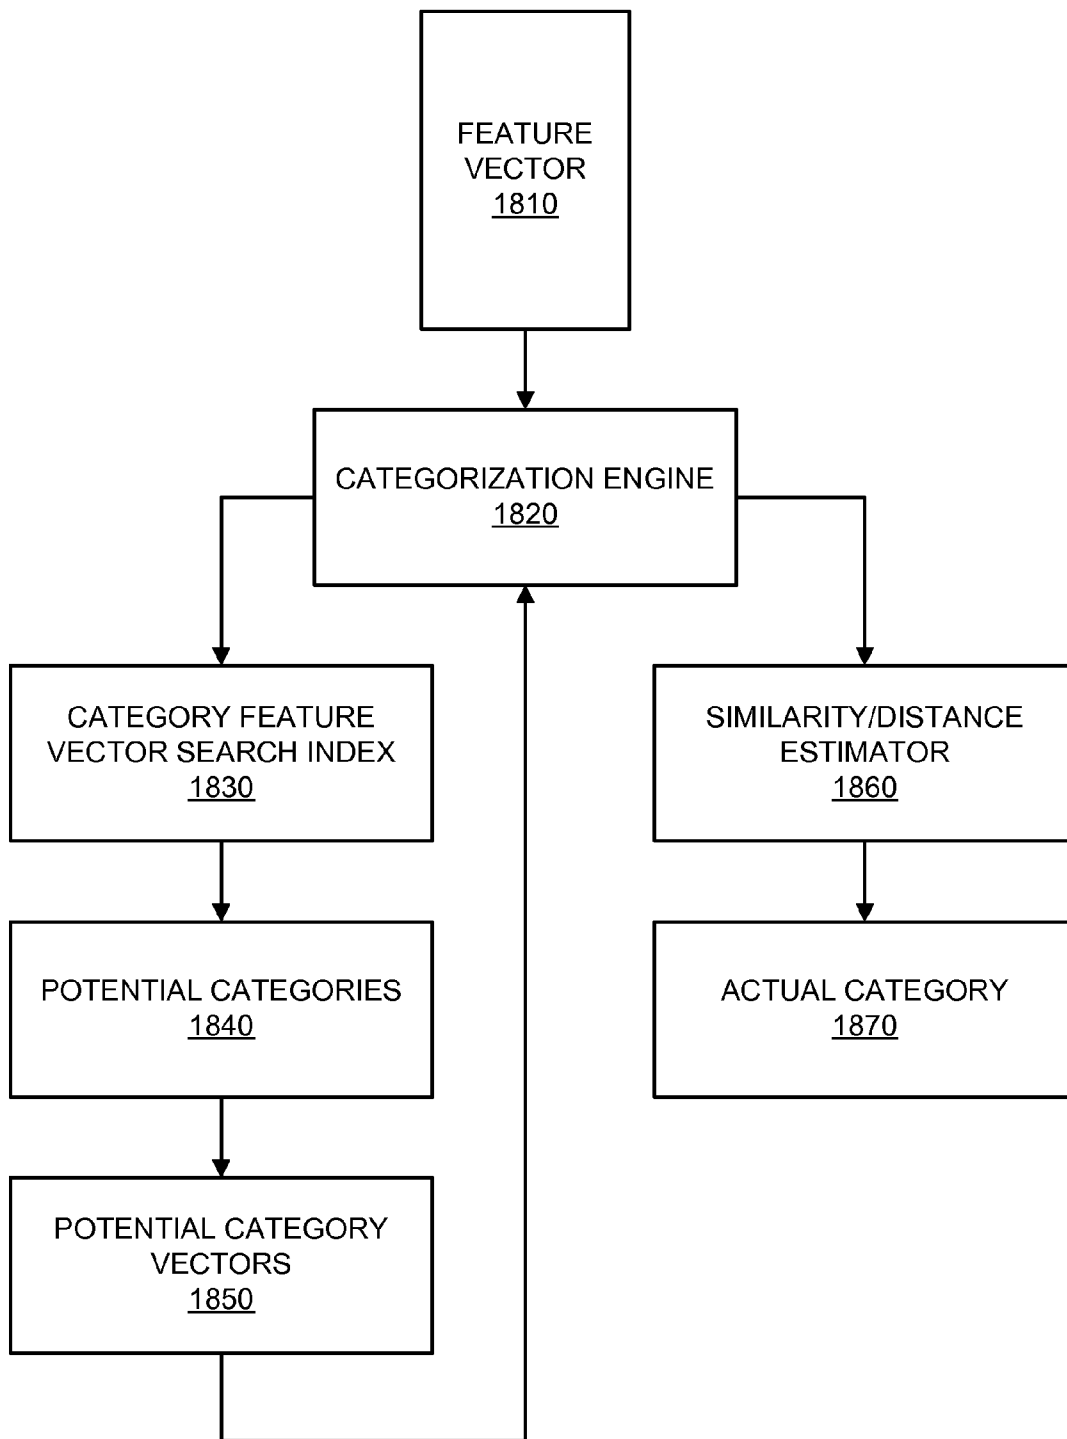 FEATURE
VECTOR
1810
CATEGORIZATION ENGINE
1820
CATEGORY FEATURE
VECTOR SEARCH INDEX
1830
SIMILARITY/DISTANCE
ESTIMATOR
1860
POTENTIAL CATEGORIES
1840
ACTUAL CATEGORY
1870
POTENTIAL CATEGORY
VECTORS
1850